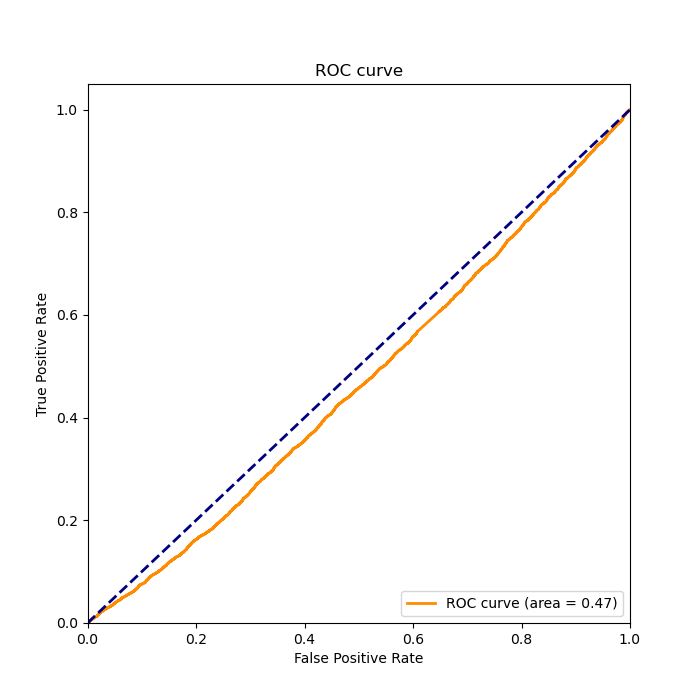 ROC curve
1.0
0.8
0.6
0.4
0.2
0.0
True Positive Rate
0.0 0.2 0.4 0.6 0.8 1.0
False Positive Rate
ROC curve (area = 0.47)